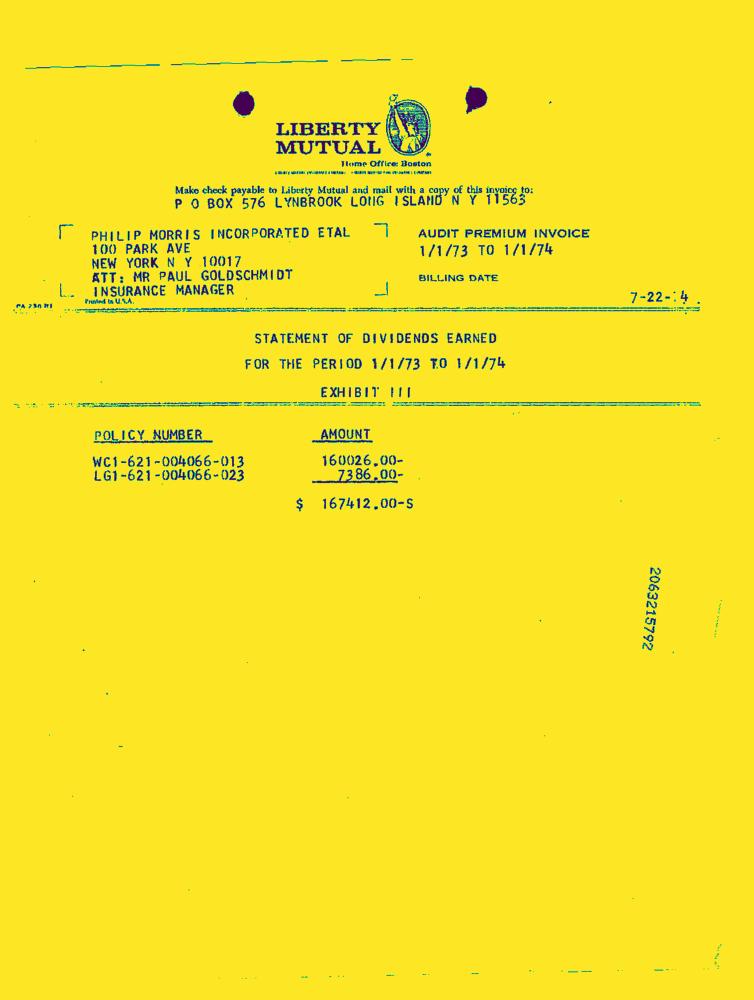 LIBERTY
MUTUAL
Home Office: Boston
Make check payable to Liberty Mutual and mail with a copy of this invoice to:
P O BOX 576 LYNBROOK LONG ISLAND N Y 11563
PHILIP MORRIS INCORPORATED ETAL
100 PARK AVE
NEW YORK N Y 10017
ATT: MR PAUL GOLDSCHMIDT
INSURANCE MANAGER
Printed in U.S.A.
AUDIT PREMIUM INVOICE
1/1/73 TO 1/1/74
BILLING DATE
7-22- 4
STATEMENT OF DIVIDENDS EARNED
FOR THE PERIOD 1/1/73 TO 1/1/74
EXHIBIT III
POLICY NUMBER AMOUNT
WC1-621-004066-013 160026.00-
LG1-621-004066-023 7386.00-
$ 167412.00-S
2063215792